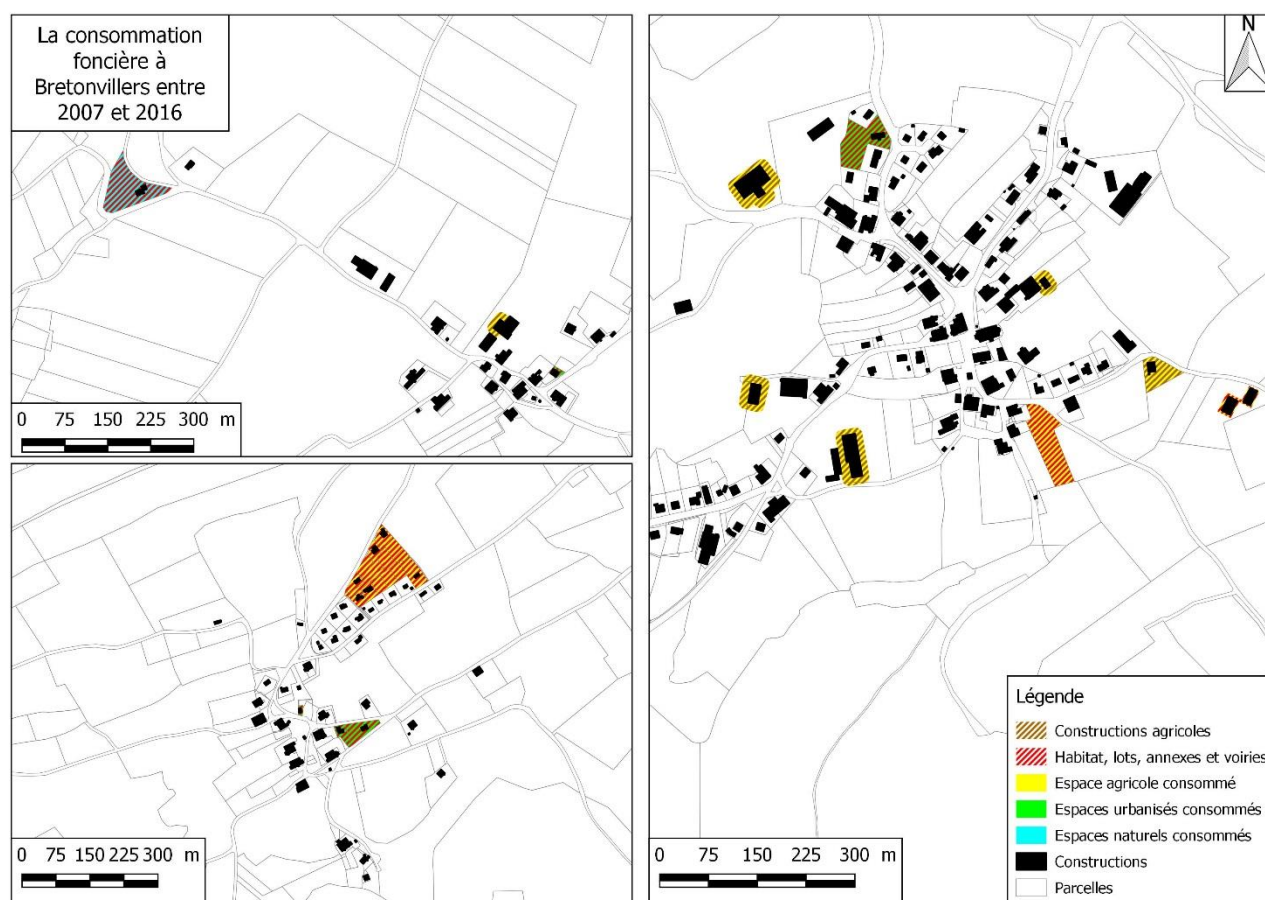 La consommation
foncière à
Bretonvillers entre
2007 et 2016
0 75 150 225 300 m
N
0 75 150 225 300 m
0 75 150 225 300 m
Légende
Constructions agricoles
Habitat, lots, annexes et voiries
Espace agricole consommé
Espaces urbanisés consommés
Espaces naturels consommés
Constructions
Parcelles